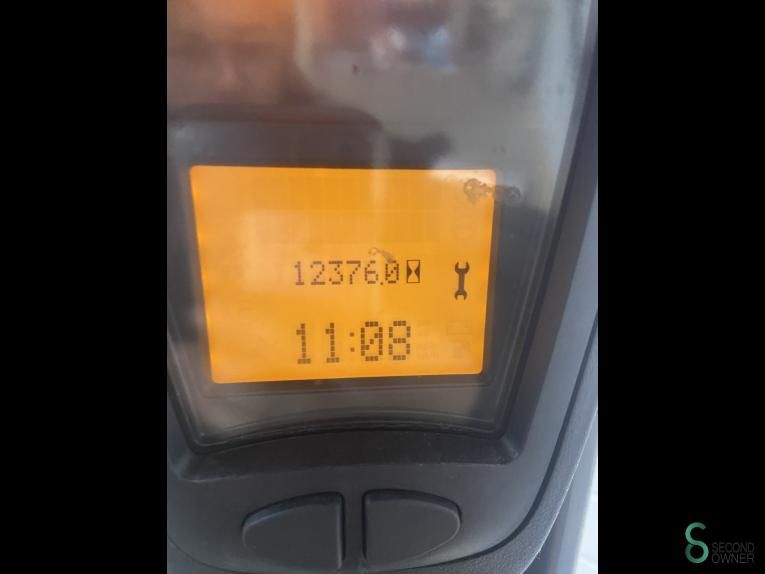 12376.0
11:08
SECOND
OWNER